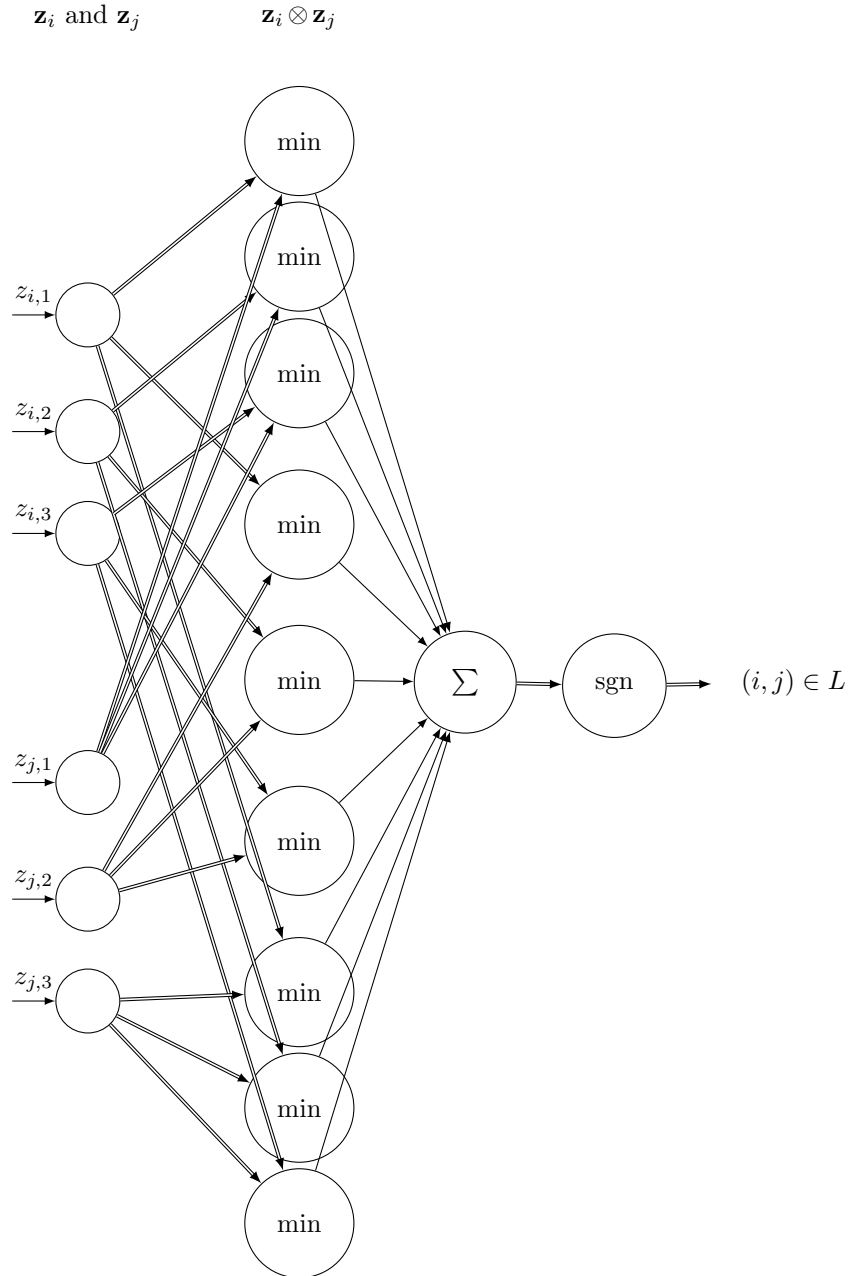 𝐳_i and 𝐳_j
𝐳_i ⊗ 𝐳_j
min
min
z_{i,1}
min
z_{i,2}
z_{i,3}
min
min
∑
sgn
(i, j) ∈ L
z_{j,1}
min
z_{j,2}
z_{j,3}
min
min
min